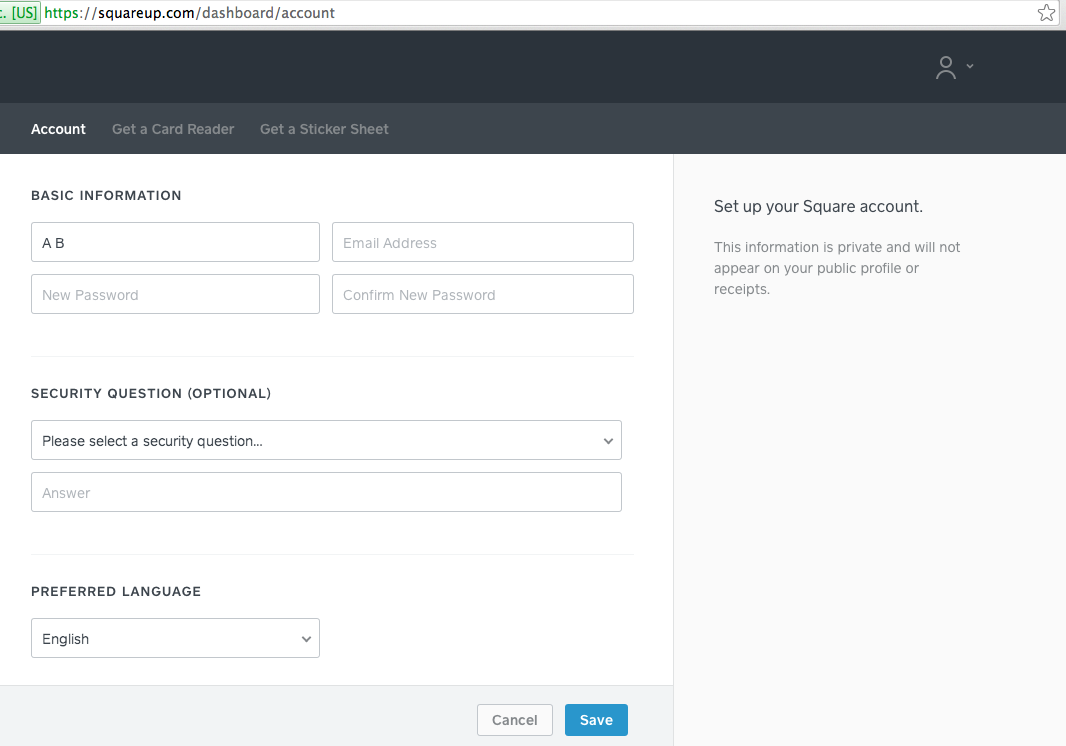 c. [US] https://squareup.com/dashboard/account
Account Get a Card Reader Get a Sticker Sheet
BASIC INFORMATION
A B Email Address
New Password Confirm New Password
SECURITY QUESTION (OPTIONAL)
Please select a security question...
Answer
PREFERRED LANGUAGE
English
Cancel Save
Set up your Square account.
This information is private and will not
appear on your public profile or
receipts.